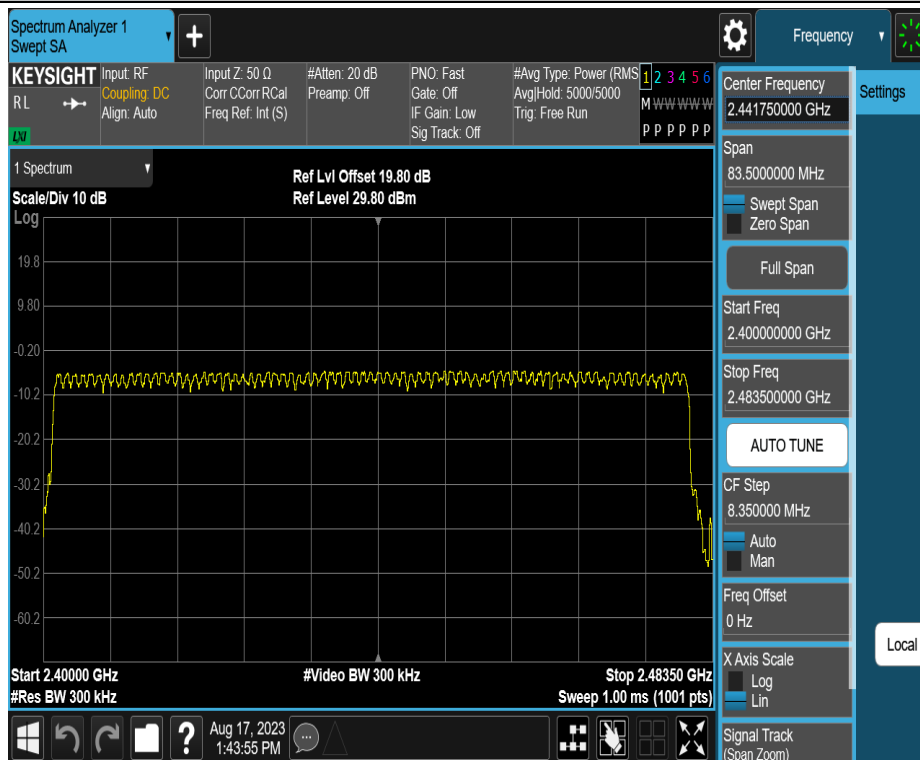 Spectrum Analyzer 1
Swept SA
+
Frequency
KEYSIGHT
Input: RF
Coupling: DC
Align: Auto
Input Z: 50 Ω
Corr CCorr RCal
Freq Ref: Int (S)
#Atten: 20 dB
Preamp: Off
PNO: Fast
Gate: Off
IF Gain: Low
Sig Track: Off
#Avg Type: Power (RMS
Avg|Hold: 5000/5000
Trig: Free Run
1 2 3 4 5 6
M W W W W W
P P P P P P
R L
LXI
1 Spectrum
Scale/Div 10 dB
Ref Lvl Offset 19.80 dB
Ref Level 29.80 dBm
Log
19.8
9.80
-0.20
-10.2
-20.2
-30.2
-40.2
-50.2
-60.2
Start 2.40000 GHz
#Res BW 300 kHz
#Video BW 300 kHz
Stop 2.48350 GHz
Sweep 1.00 ms (1001 pts)
?
Aug 17, 2023
1:43:55 PM
Center Frequency
2.441750000 GHz
Span
83.5000000 MHz
Swept Span
Zero Span
Full Span
Start Freq
2.400000000 GHz
Stop Freq
2.483500000 GHz
AUTO TUNE
CF Step
8.350000 MHz
Auto
Man
Freq Offset
0 Hz
X Axis Scale
Log
Lin
Signal Track
(Span Zoom)
Settings
Local